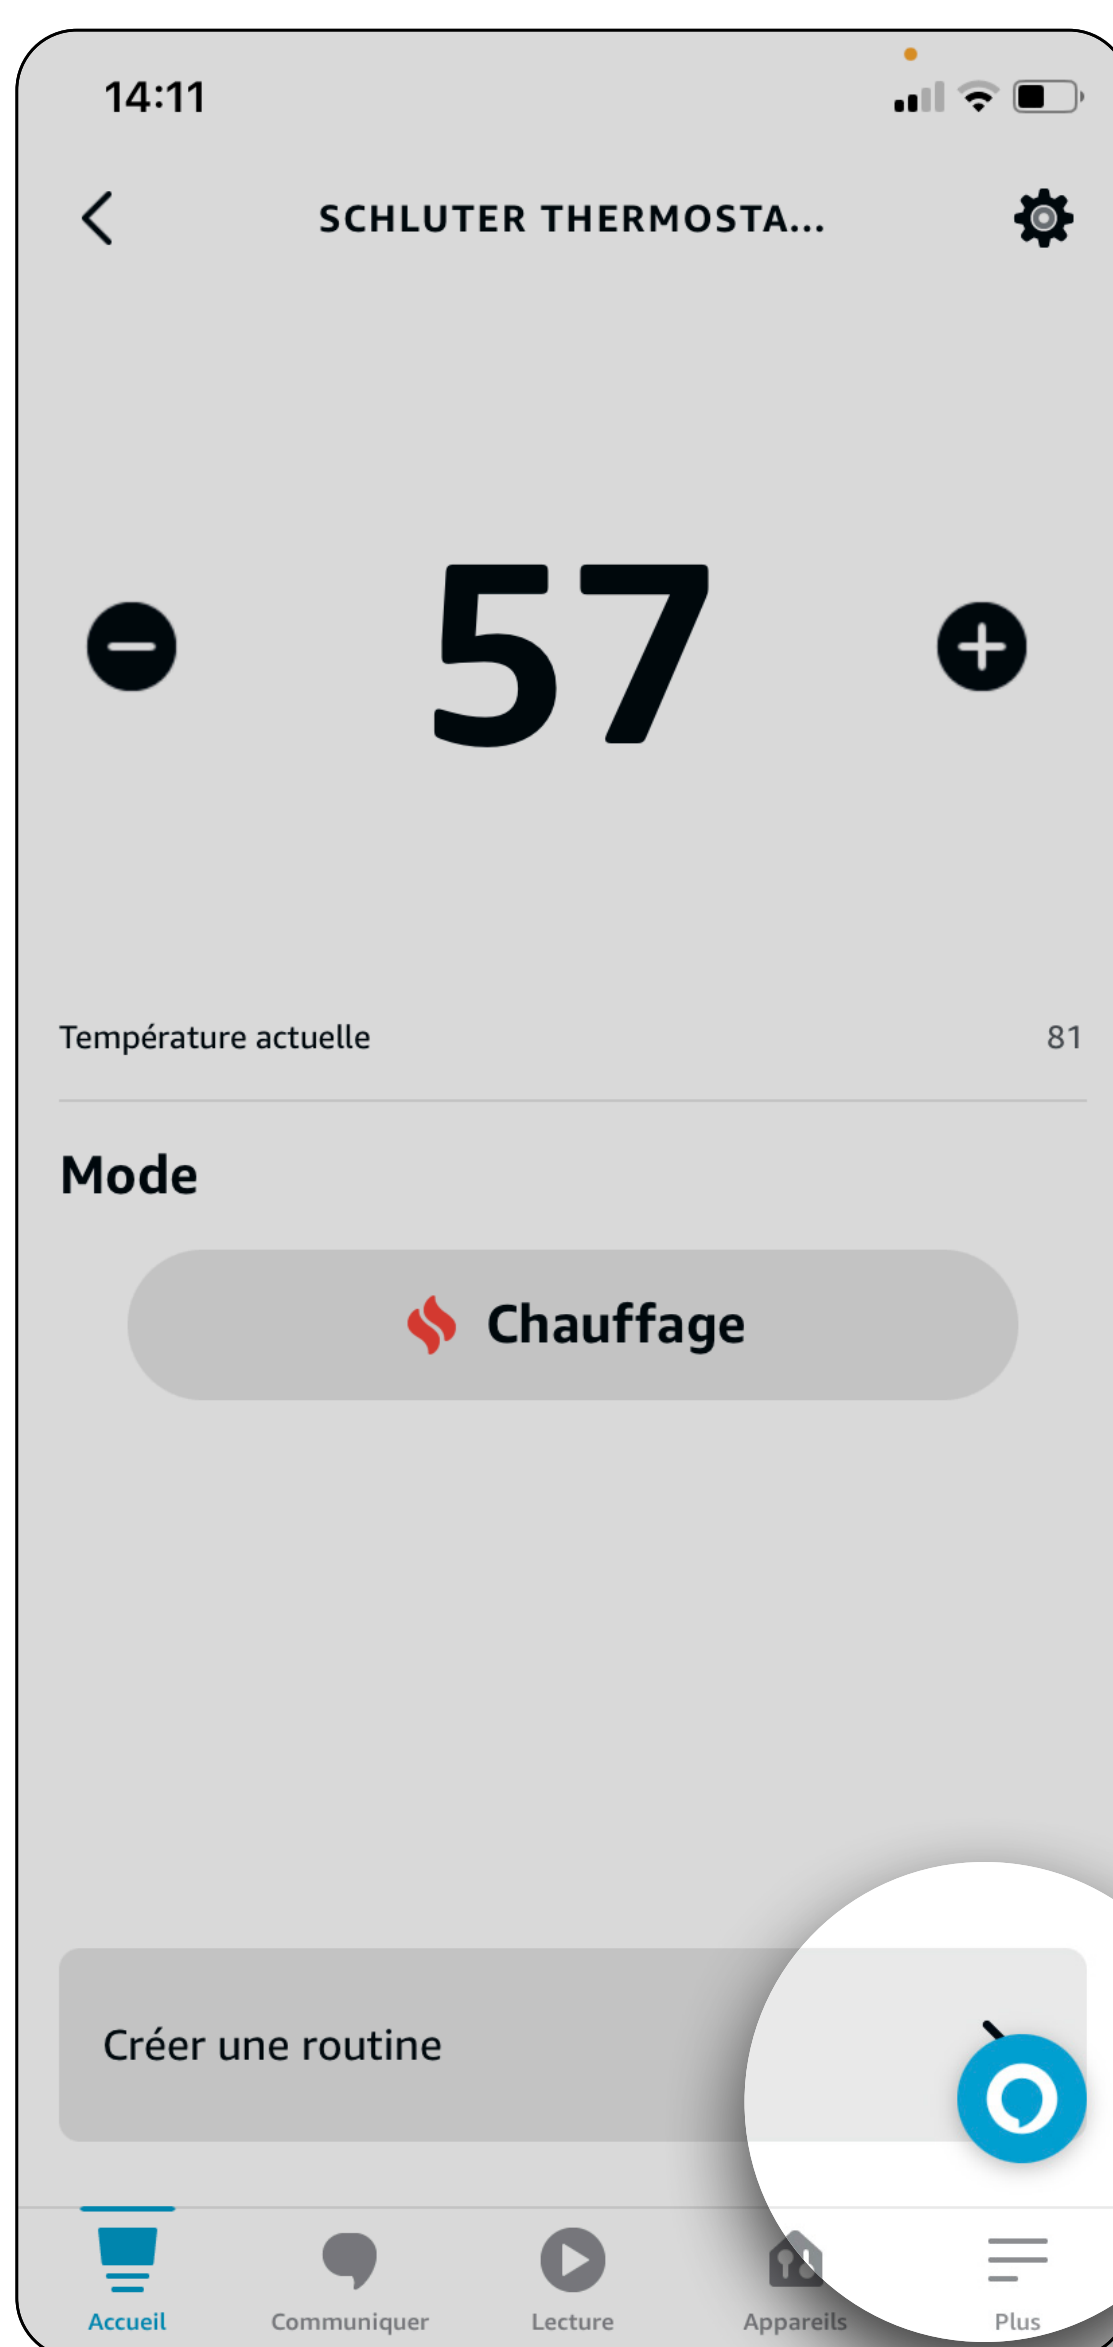 14:11
SCHLUTER THERMOSTA...
57
Température actuelle
81
Mode
Chauffage
Créer une routine
Accueil
Communiquer
Lecture
Appareils
Plus